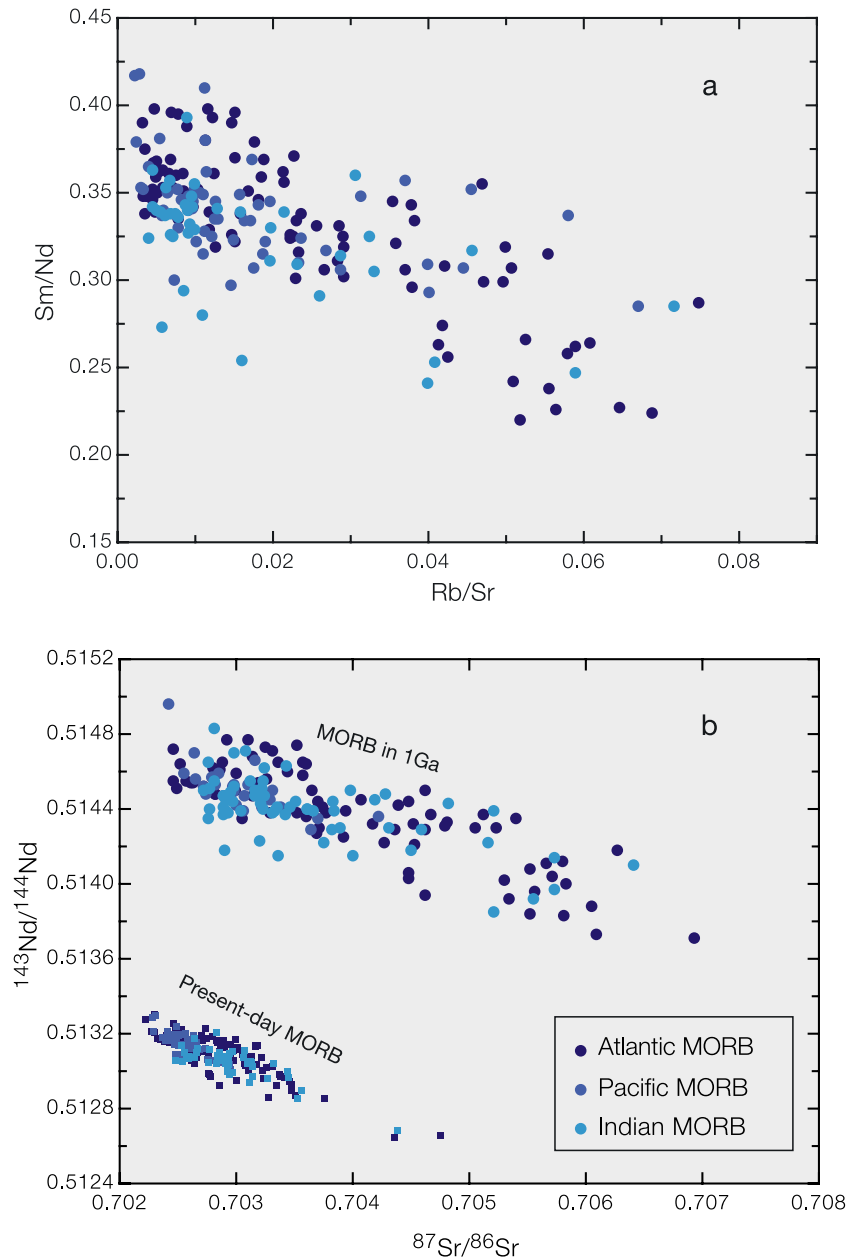 0.45
0.40
0.35
0.30
0.25
0.20
0.15
Sm/Nd
a
0.00 0.02 0.04 0.06 0.08
Rb/Sr
0.5152
0.5148
0.5144
0.5140
0.5136
0.5132
0.5128
0.5124
¹⁴³Nd/¹⁴⁴Nd
b
MORB in 1Ga
Present-day MORB
Atlantic MORB
Pacific MORB
Indian MORB
0.702 0.703 0.704 0.705 0.706 0.707 0.708
⁸⁷Sr/⁸⁶Sr